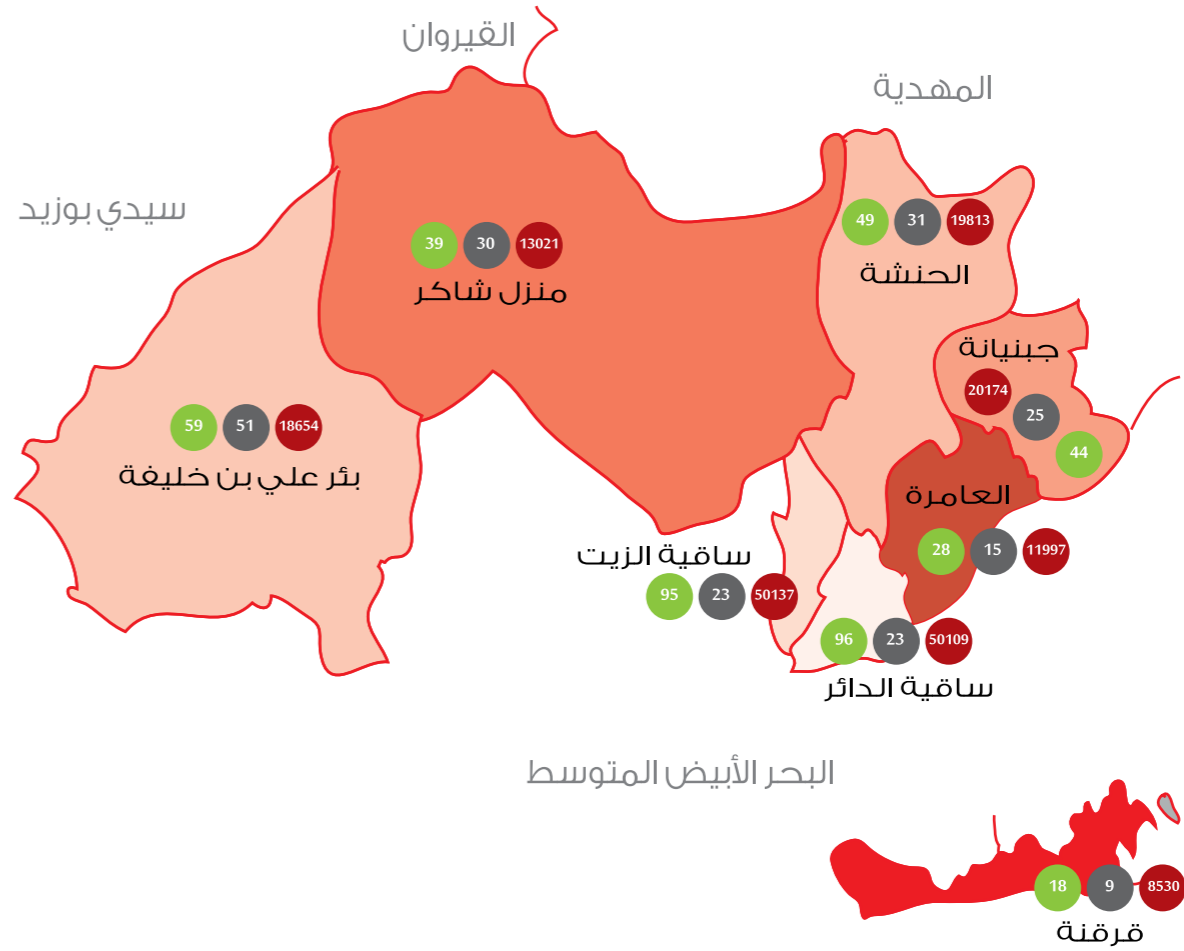 القيروان
المهدية
سيدي بوزيد
49 31 19813
الحنشة
39 30 13021
منزل شاكر
جبنيانة
20174
25
44
59 51 18654
بئر علي بن خليفة
العامرة
28 15 11997
ساقية الزيت
95 23 50137
96 23 50109
ساقية الدائر
البحر الأبيض المتوسط
18 9 8530
قرقنة